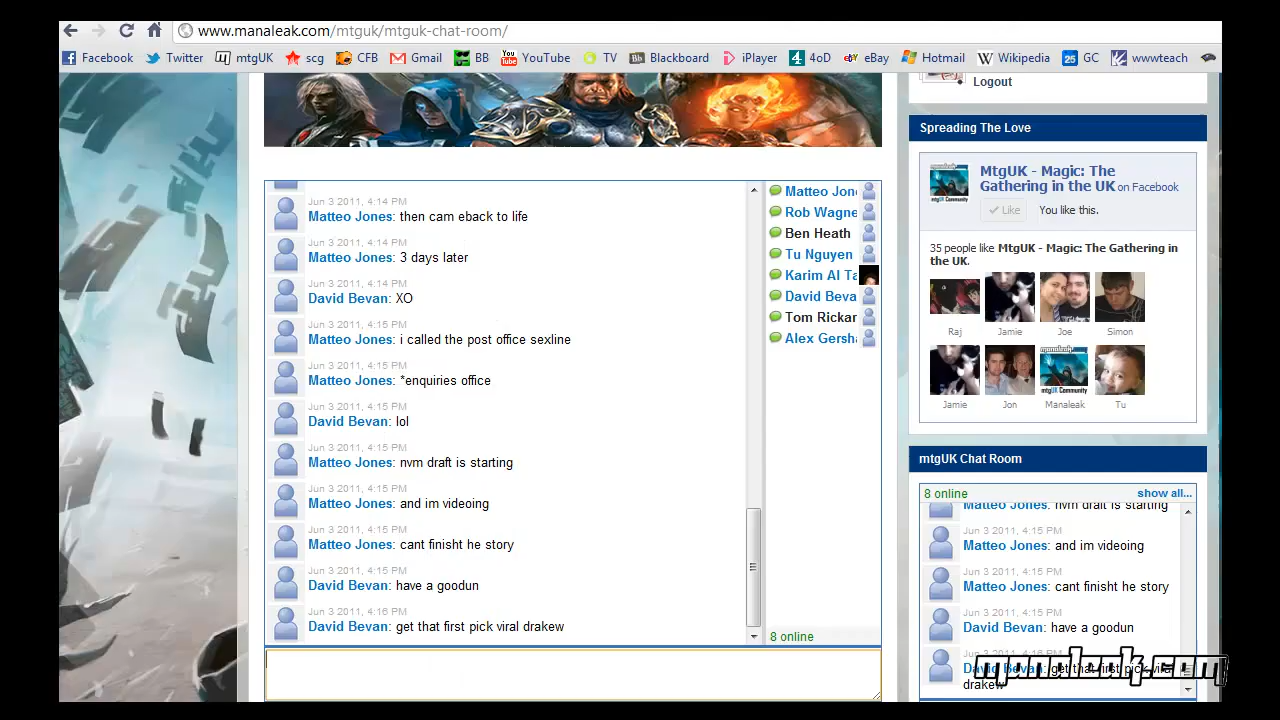 www.manaleak.com/mtguk/mtguk-chat-room/
Facebook Twitter mtgUK scg CFB Gmail BB YouTube TV Blackboard iPlayer 4oD eBay Hotmail Wikipedia GC wwwteach
Jun 3 2011, 4:14 PM
Matteo Jones: then cam eback to life
Jun 3 2011, 4:14 PM
Matteo Jones: 3 days later
Jun 3 2011, 4:14 PM
David Bevan: XO
Jun 3 2011, 4:15 PM
Matteo Jones: i called the post office sexline
Jun 3 2011, 4:15 PM
Matteo Jones: *enquiries office
Jun 3 2011, 4:15 PM
David Bevan: lol
Jun 3 2011, 4:15 PM
Matteo Jones: nvm draft is starting
Jun 3 2011, 4:15 PM
Matteo Jones: and im videoing
Jun 3 2011, 4:15 PM
Matteo Jones: cant finisht he story
Jun 3 2011, 4:15 PM
David Bevan: have a goodun
Jun 3 2011, 4:16 PM
David Bevan: get that first pick viral drakew
Matteo Jon
Rob Wagne
Ben Heath
Tu Nguyen
Karim Al Ta
David Beva
Tom Rickar
Alex Gersh
8 online
Logout
Spreading The Love
MtgUK - Magic: The
Gathering in the UK on Facebook
Like You like this.
35 people like MtgUK - Magic: The Gathering in
the UK.
Raj Jamie Joe Simon
manaleak
mtgUK Community
Jamie Jon Manaleak Tu
mtgUK Chat Room
8 online show all...
Matteo Jones: nvm draft is starting
Jun 3 2011, 4:15 PM
Matteo Jones: and im videoing
Jun 3 2011, 4:15 PM
Matteo Jones: cant finisht he story
Jun 3 2011, 4:15 PM
David Bevan: have a goodun
David Bevan: get that first pick viral
drakew
manaleak.com